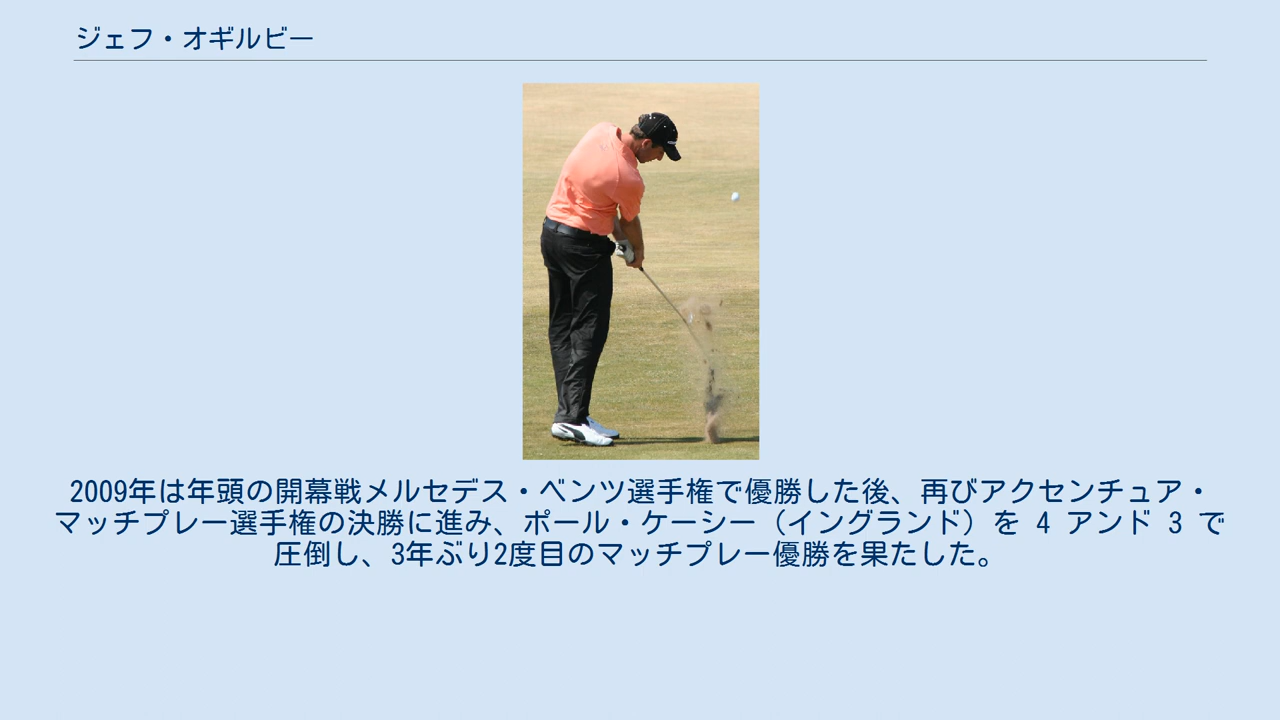 ジェフ・オギルビー
2009年は年頭の開幕戦メルセデス・ベンツ選手権で優勝した後、再びアクセンチュア・
マッチプレー選手権の決勝に進み、ポール・ケーシー（イングランド）を 4 アンド 3 で
圧倒し、3年ぶり2度目のマッチプレー優勝を果たした。